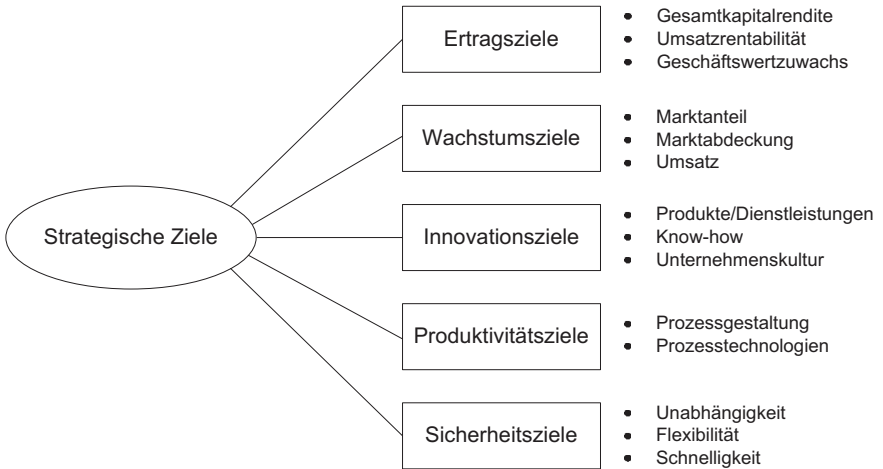 Strategische Ziele
Ertragsziele
• Gesamtkapitalrendite
• Umsatzrentabilität
• Geschäftswertzuwachs
Wachstumsziele
• Marktanteil
• Marktabdeckung
• Umsatz
Innovationsziele
• Produkte/Dienstleistungen
• Know-how
• Unternehmenskultur
Produktivitätsziele
• Prozessgestaltung
• Prozesstechnologien
Sicherheitsziele
• Unabhängigkeit
• Flexibilität
• Schnelligkeit